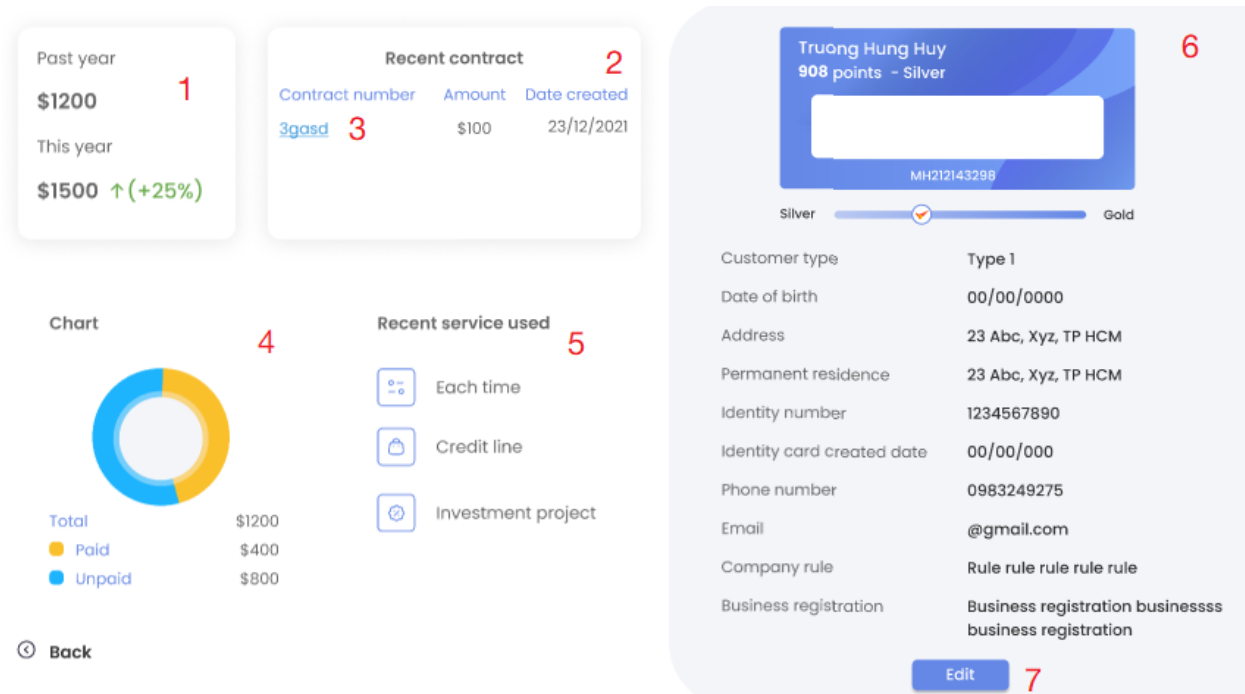 Past year
1
$1200
This year
$1500 ↑(+25%)
Recent contract
2
Contract number Amount Date created
3gasd 3 $100 23/12/2021
Chart
4
Total $1200
Paid $400
Unpaid $800
Recent service used
5
Each time
Credit line
Investment project
Back
Truong Hung Huy
6
908 points - Silver
MH212143298
Silver Gold
Customer type Type 1
Date of birth 00/00/0000
Address 23 Abc, Xyz, TP HCM
Permanent residence 23 Abc, Xyz, TP HCM
Identity number 1234567890
Identity card created date 00/00/000
Phone number 0983249275
Email @gmail.com
Company rule Rule rule rule rule rule
Business registration Business registration businessss
business registration
Edit 7